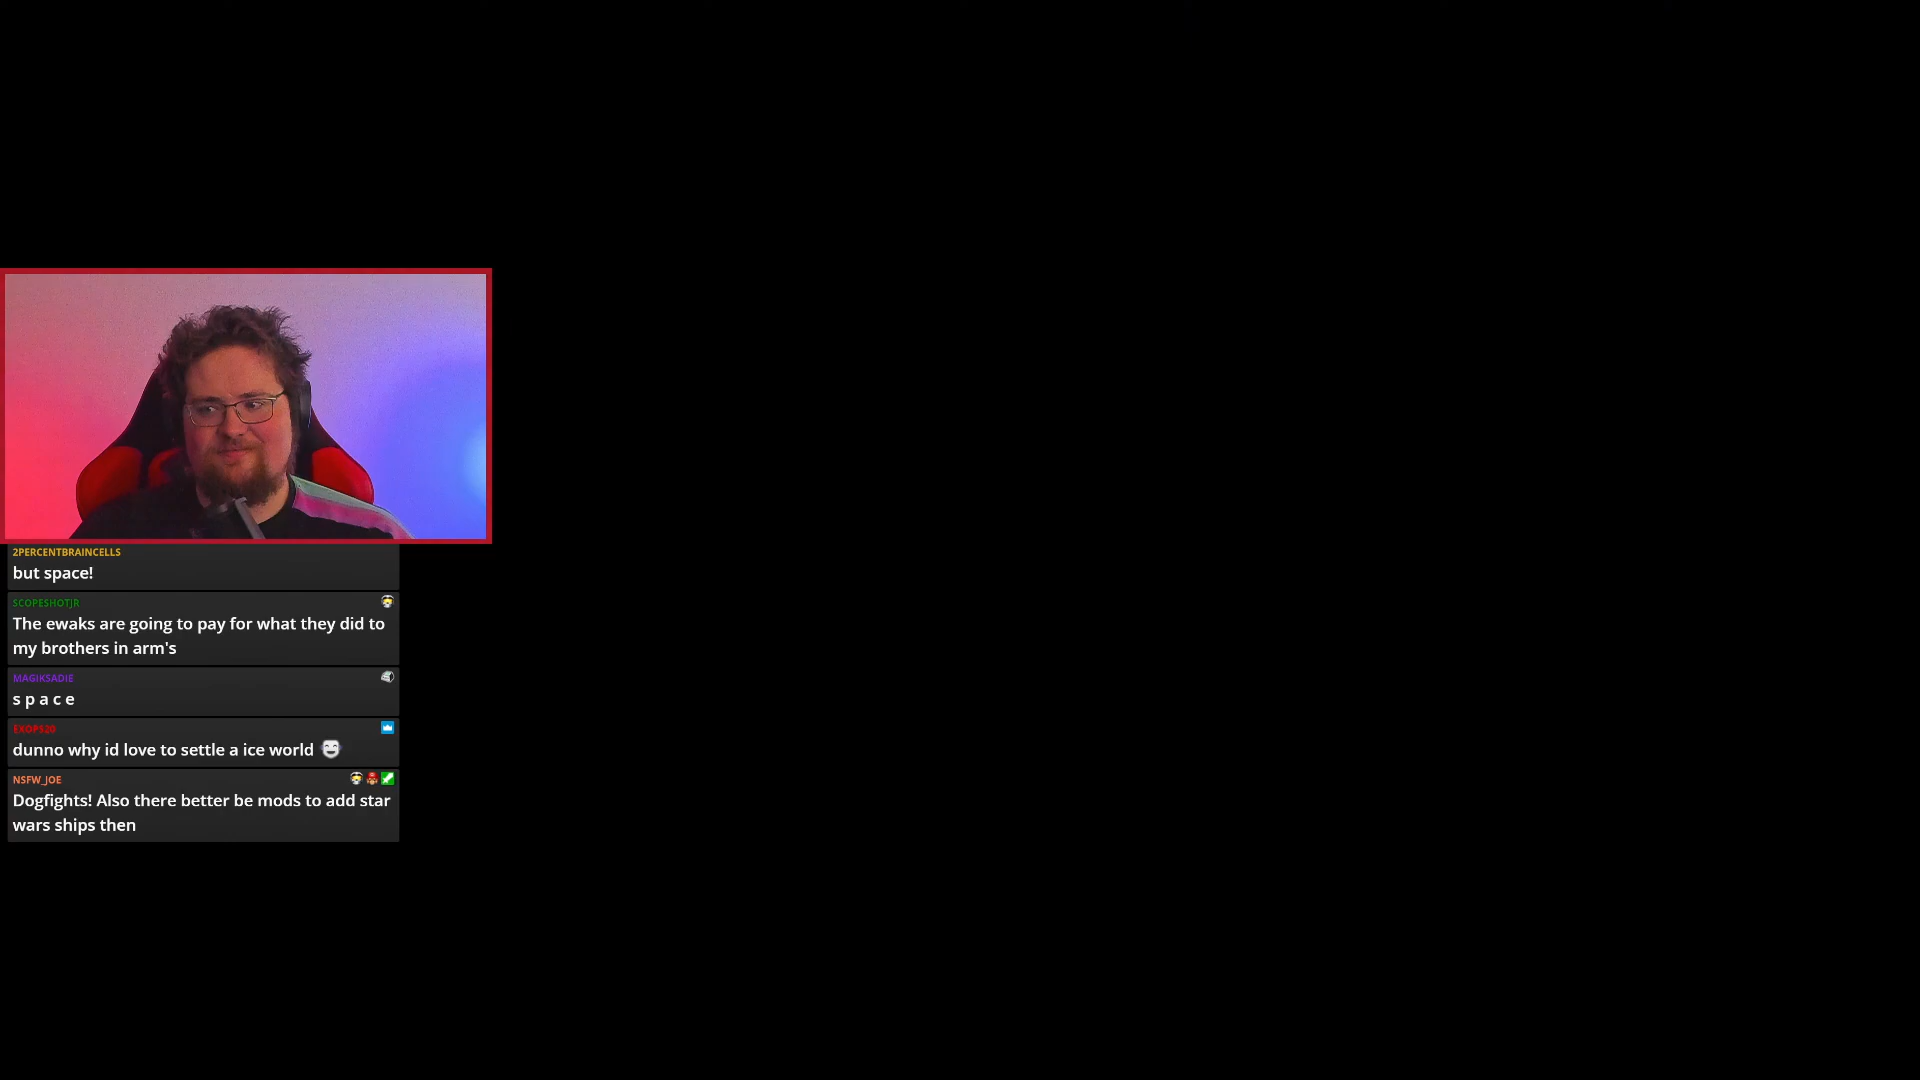 2PERCENTBRAINCELLS
but space!
SCOPESHOTJR
The ewaks are going to pay for what they did to
my brothers in arm's
MAGIKSADIE
s p a c e
EXOPS20
dunno why id love to settle a ice world
NSFW_JOE
Dogfights! Also there better be mods to add star
wars ships then